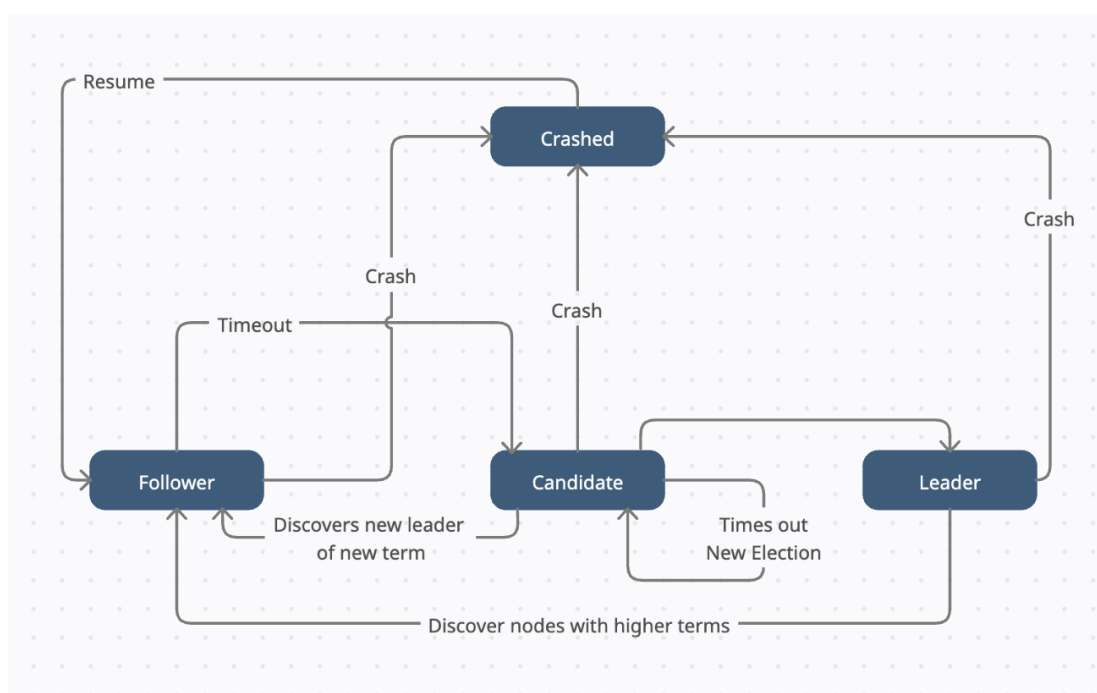 Resume
Crashed
Crash
Crash
Crash
Timeout
Follower
Candidate
Leader
Discovers new leader
of new term
Times out
New Election
Discover nodes with higher terms